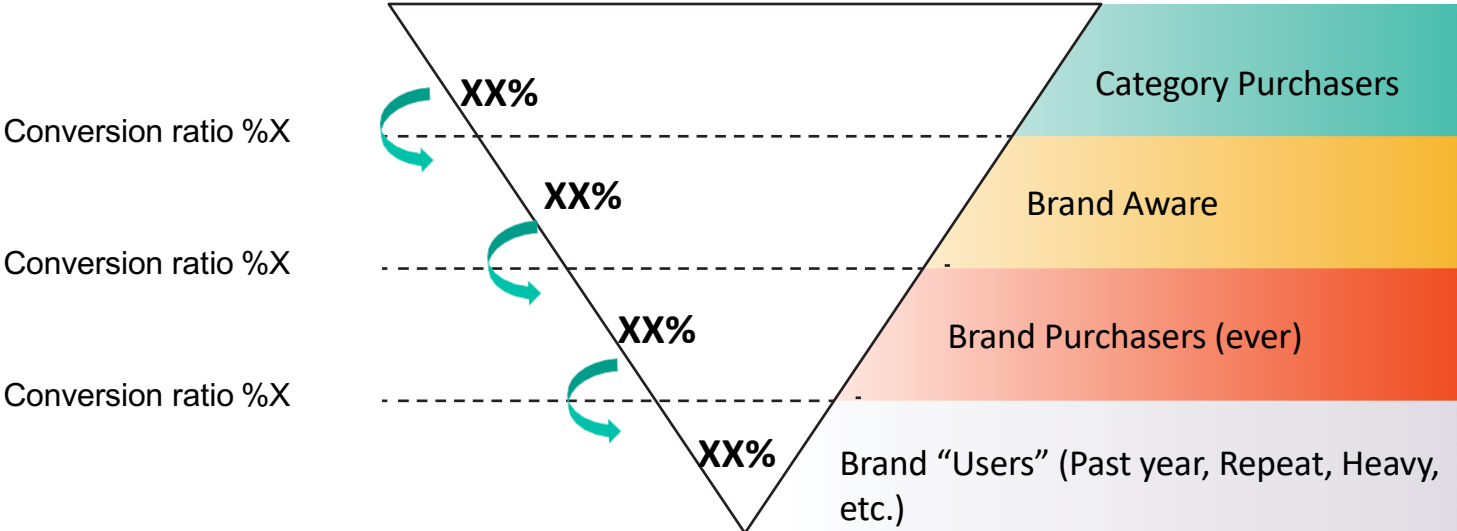 XX%
Category Purchasers
Conversion ratio %X
XX%
Brand Aware
Conversion ratio %X
XX%
Brand Purchasers (ever)
Conversion ratio %X
XX%
Brand “Users” (Past year, Repeat, Heavy,
etc.)